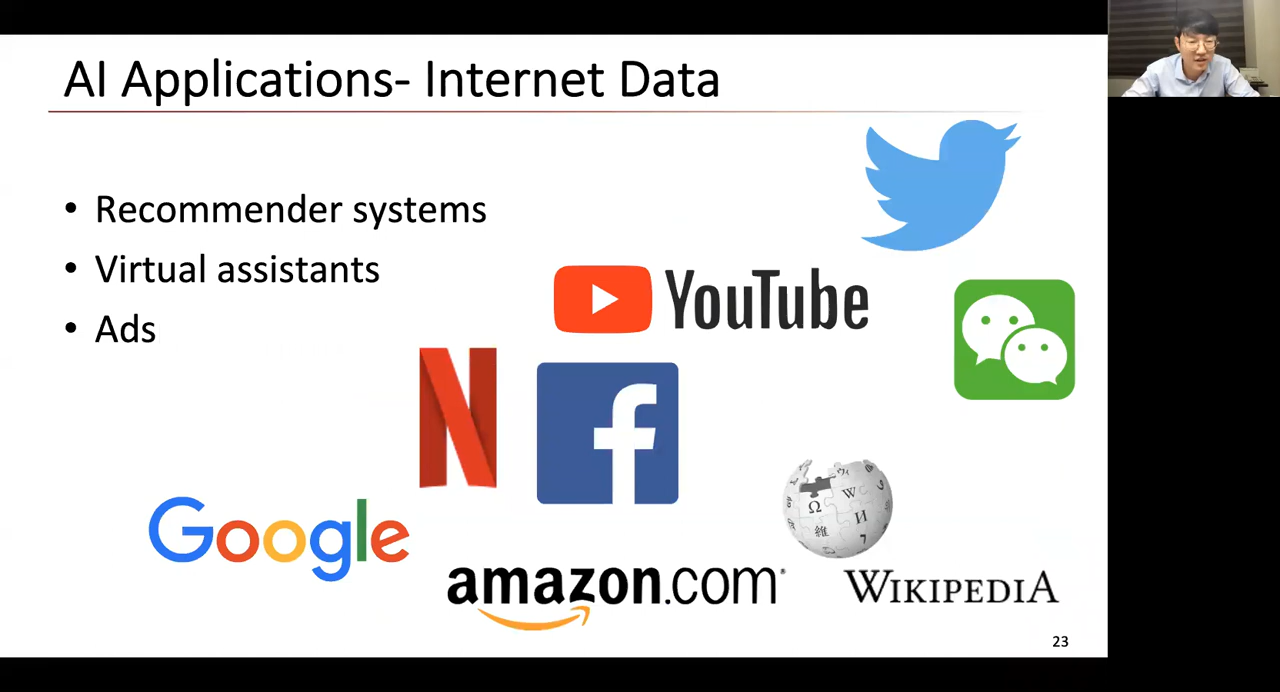 AI Applications- Internet Data
• Recommender systems
• Virtual assistants
• Ads
YouTube
Google
amazon.com®
WIKIPEDIA
23